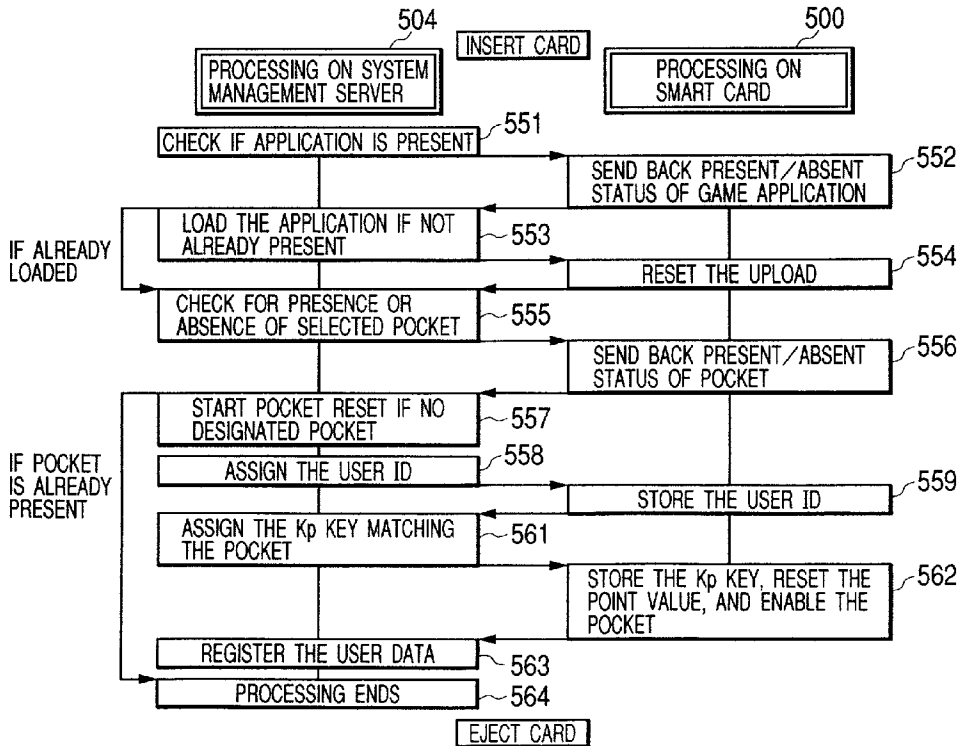 504
INSERT CARD
500
PROCESSING ON SYSTEM
MANAGEMENT SERVER
PROCESSING ON
SMART CARD
CHECK IF APPLICATION IS PRESENT
551
SEND BACK PRESENT/ABSENT
STATUS OF GAME APPLICATION
552
IF ALREADY
LOADED
LOAD THE APPLICATION IF NOT
ALREADY PRESENT
553
RESET THE UPLOAD
554
CHECK FOR PRESENCE OR
ABSENCE OF SELECTED POCKET
555
SEND BACK PRESENT/ABSENT
STATUS OF POCKET
556
START POCKET RESET IF NO
DESIGNATED POCKET
557
IF POCKET
IS ALREADY
PRESENT
ASSIGN THE USER ID
558
STORE THE USER ID
559
ASSIGN THE Kp KEY MATCHING
THE POCKET
561
STORE THE Kp KEY, RESET THE
POINT VALUE, AND ENABLE THE
POCKET
562
REGISTER THE USER DATA
563
PROCESSING ENDS
564
EJECT CARD